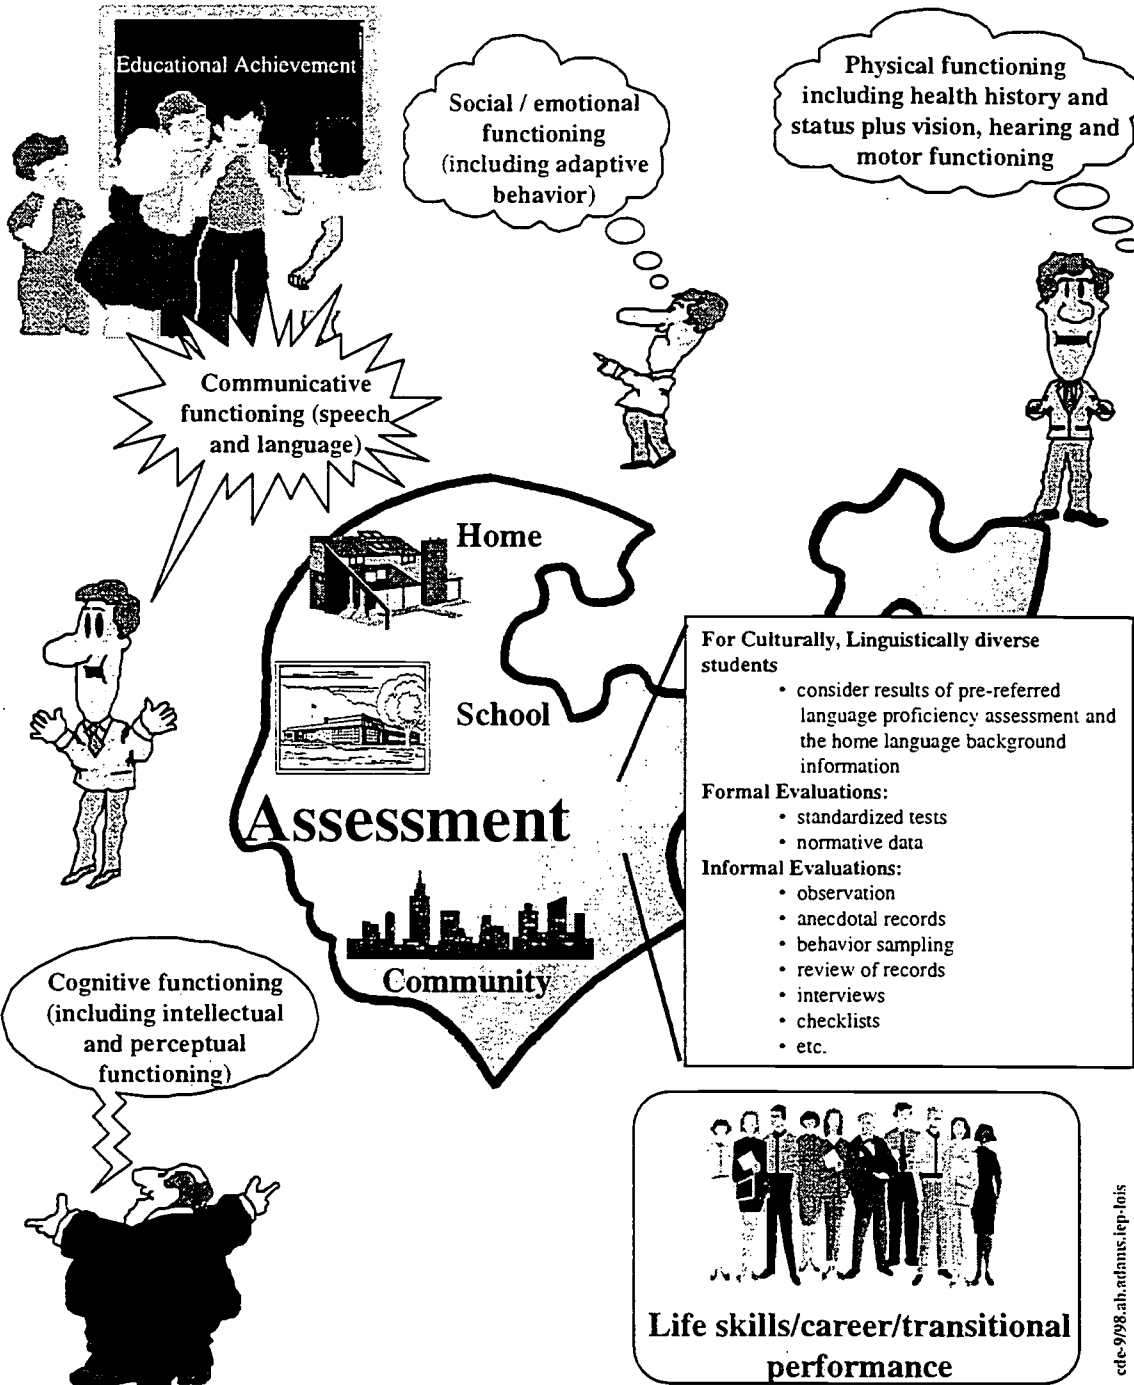 Educational Achievement
Social / emotional
functioning
(including adaptive
behavior)
Physical functioning
including health history and
status plus vision, hearing and
motor functioning
Communicative
functioning (speech
and language)
Home
School
Assessment
Community
For Culturally, Linguistically diverse
students
• consider results of pre-referred
language proficiency assessment and
the home language background
information
Formal Evaluations:
• standardized tests
• normative data
Informal Evaluations:
• observation
• anecdotal records
• behavior sampling
• review of records
• interviews
• checklists
• etc.
Cognitive functioning
(including intellectual
and perceptual
functioning)
Life skills/career/transitional
performance
cde-9/98.ah.adams.iep-lois